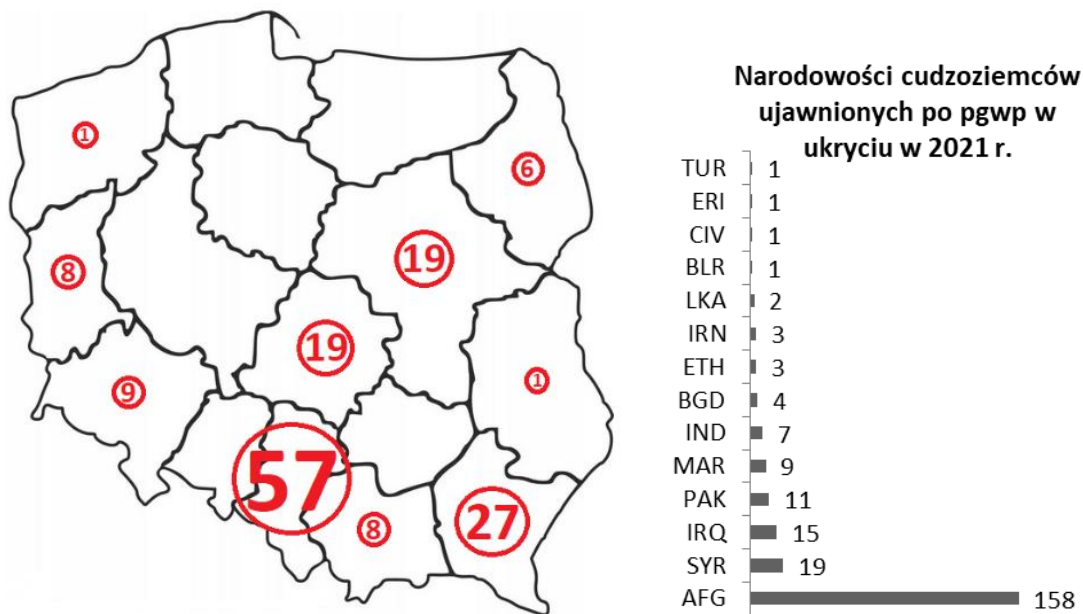 1
6
8
19
19
9
1
57
27
8
Narodowości cudzoziemców
ujawnionych po pgwp w
ukryciu w 2021 r.
TUR 1
ERI 1
CIV 1
BLR 1
LKA 2
IRN 3
ETH 3
BGD 4
IND 7
MAR 9
PAK 11
IRQ 15
SYR 19
AFG 158